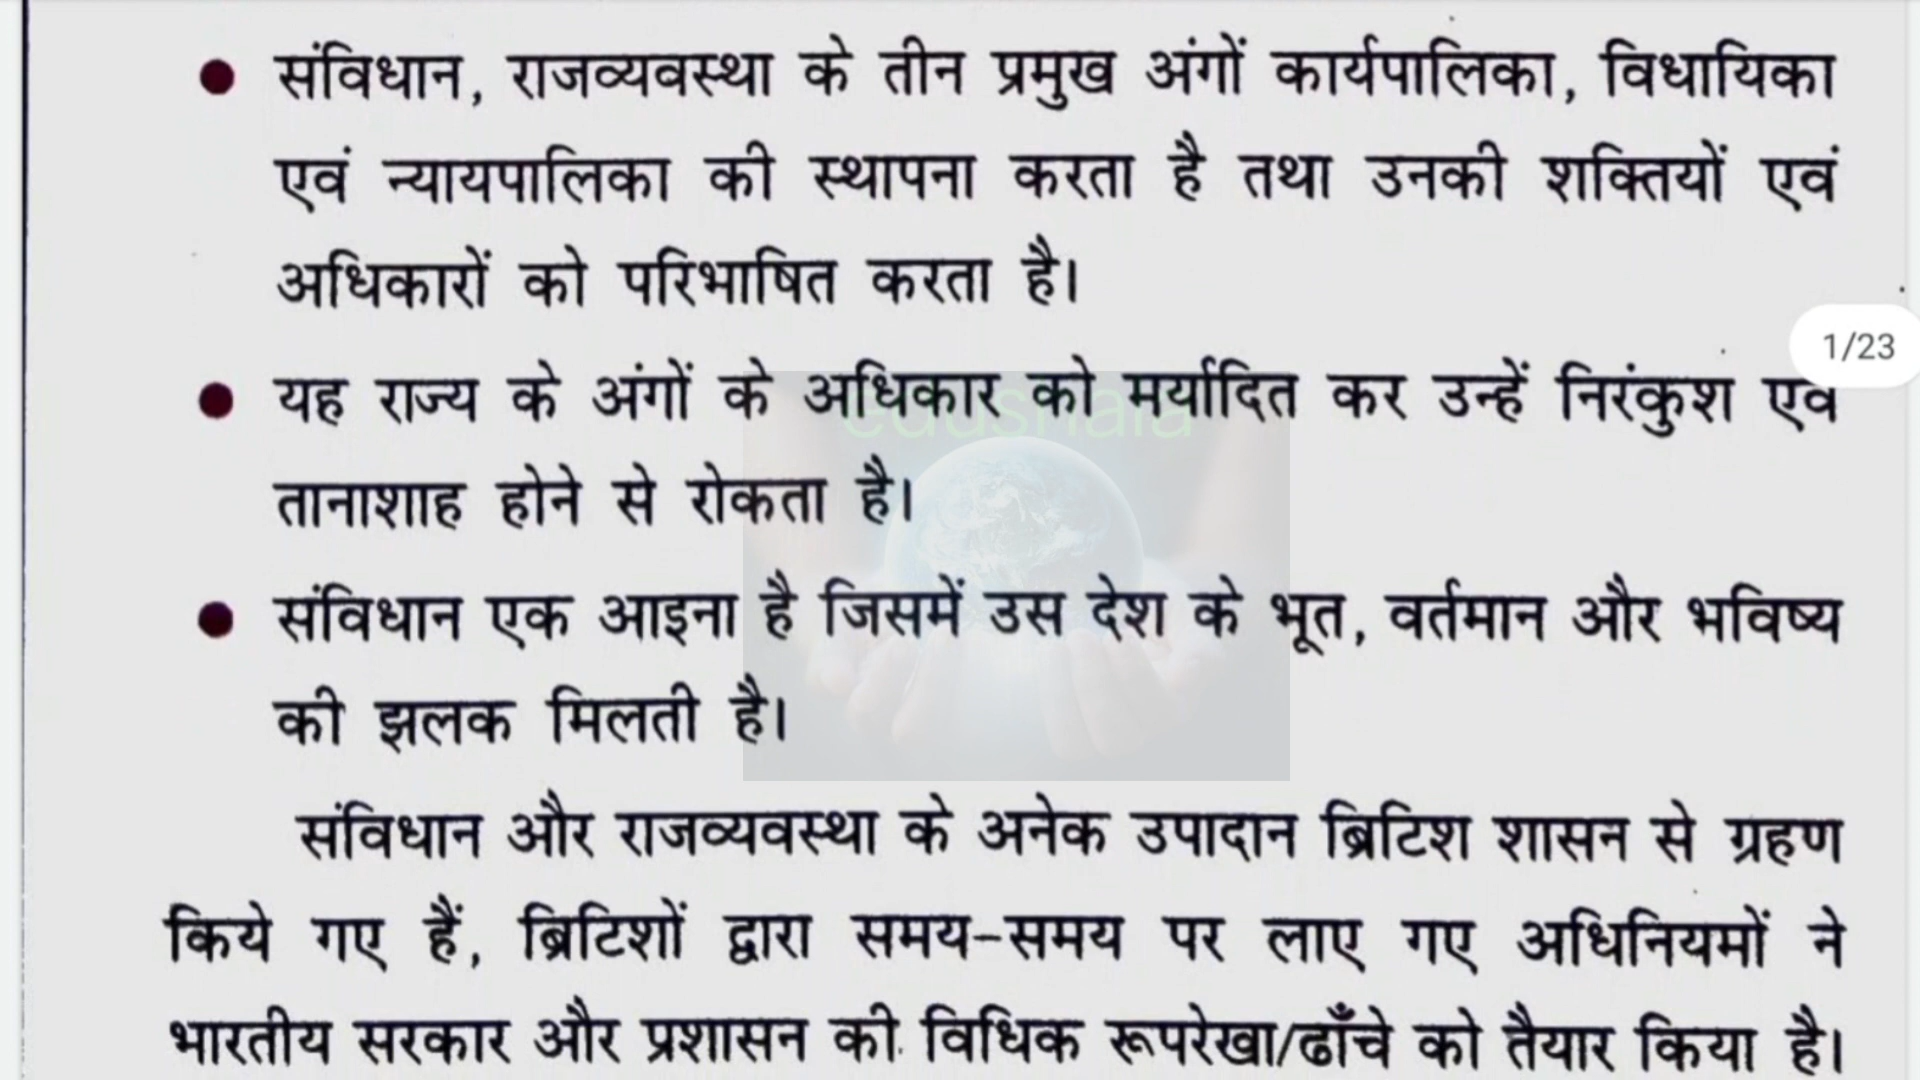 ● संविधान, राजव्यवस्था के तीन प्रमुख अंगों कार्यपालिका, विधायिका
एवं न्यायपालिका की स्थापना करता है तथा उनकी शक्तियों एवं
अधिकारों को परिभाषित करता है।
1/23
● यह राज्य के अंगों के अधिकार को मर्यादित कर उन्हें निरंकुश एवं
edushala
तानाशाह होने से रोकता है।
● संविधान एक आइना है जिसमें उस देश के भूत, वर्तमान और भविष्य
की झलक मिलती है।
संविधान और राजव्यवस्था के अनेक उपादान ब्रिटिश शासन से ग्रहण
किये गए हैं, ब्रिटिशों द्वारा समय-समय पर लाए गए अधिनियमों ने
भारतीय सरकार और प्रशासन की विधिक रूपरेखा/ढाँचे को तैयार किया है।